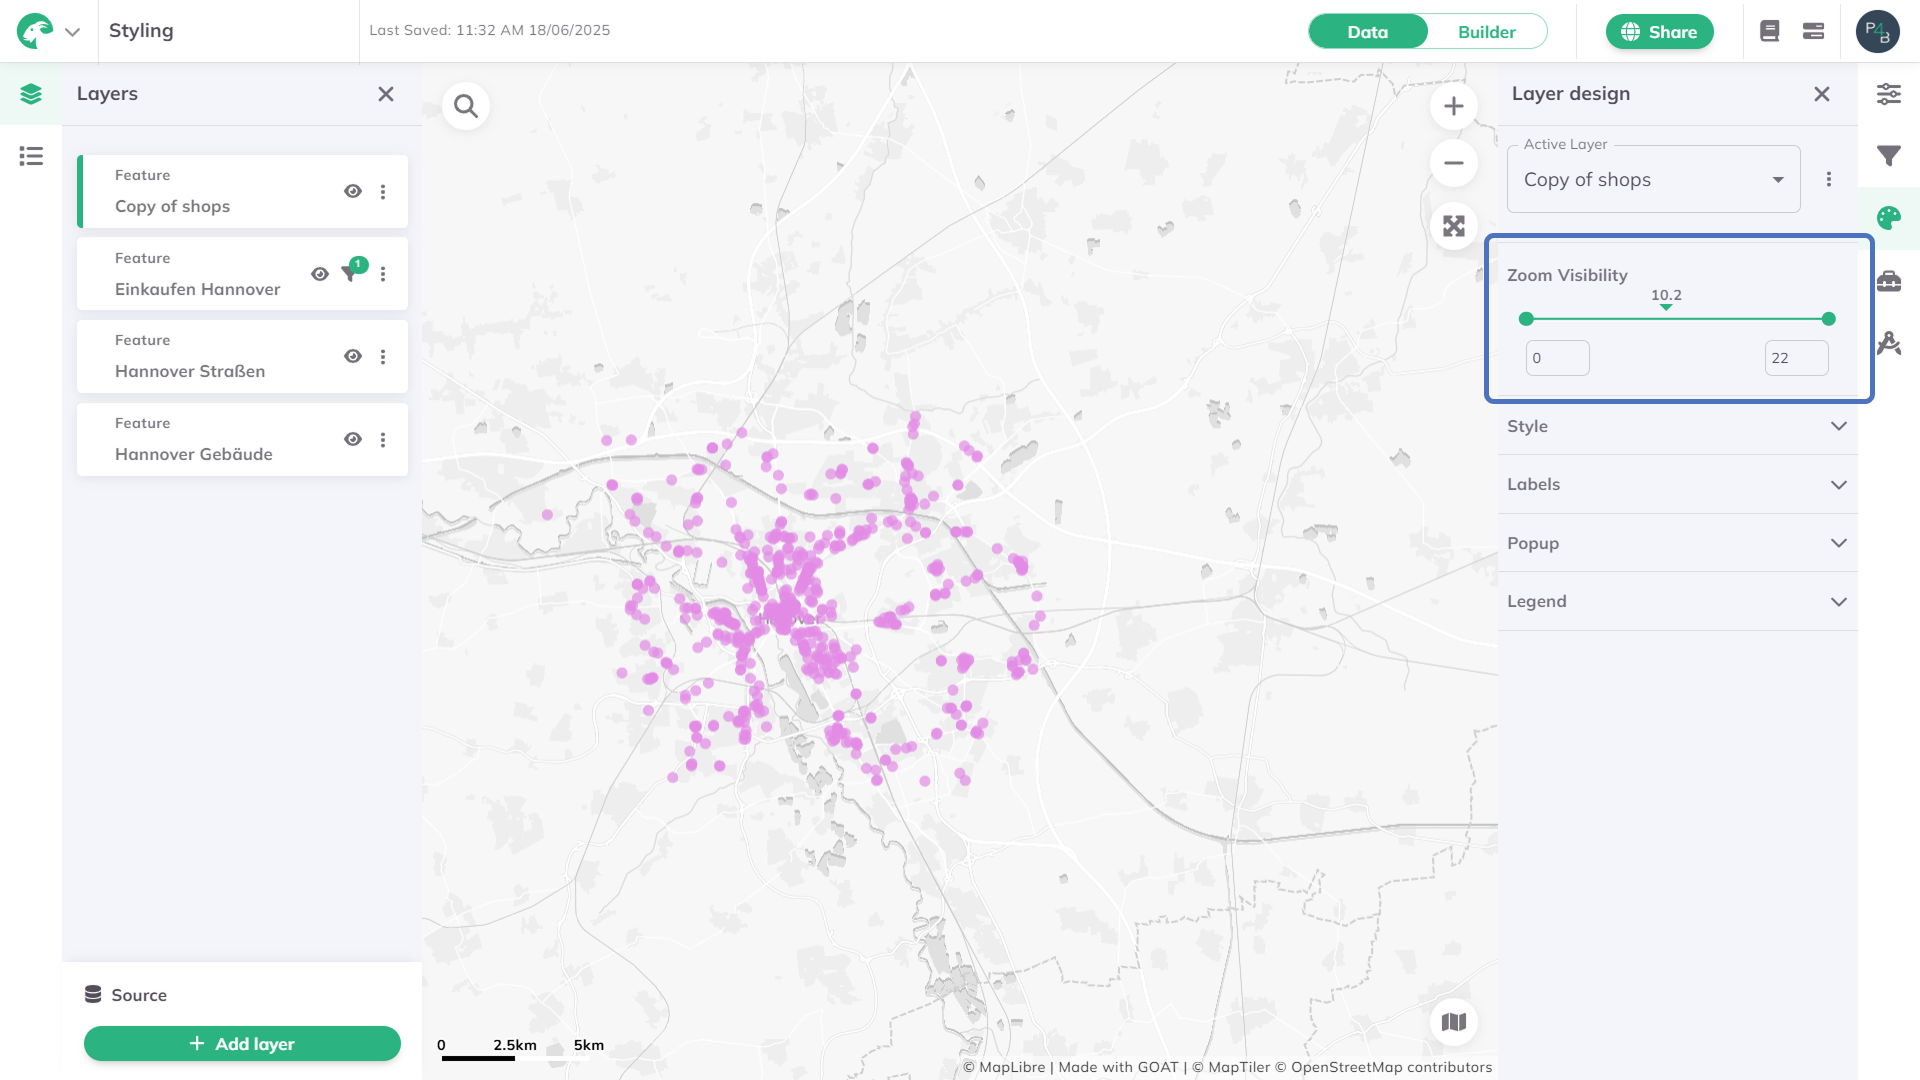 Styling
Last Saved: 11:32 AM 18/06/2025
Data
Builder
Share
P4B
Layers
Feature
Copy of shops
Feature
Einkaufen Hannover
1
Feature
Hannover Straßen
Feature
Hannover Gebäude
Source
+ Add layer
0 2.5km 5km
© MapLibre | Made with GOAT | © MapTiler © OpenStreetMap contributors
Layer design
Active Layer
Copy of shops
Zoom Visibility
10.2
0
22
Style
Labels
Popup
Legend